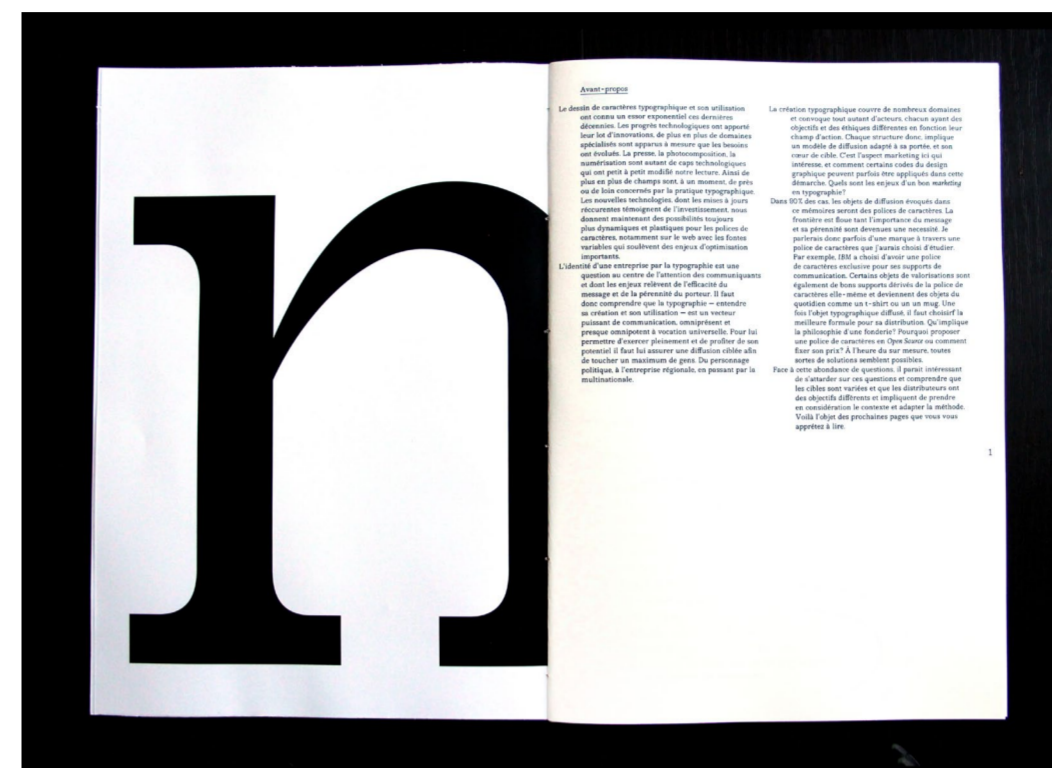 n
Avant-propos
Le dessin de caractères typographique et son utilisation
ont connu un essor exponentiel ces dernières
décennies. Les progrès technologiques ont apporté
leur lot d'innovations, de plus en plus de domaines
spécialisés sont apparus à mesure que les besoins
ont évolués. La presse, la photocomposition, la
numérisation sont autant de caps technologiques
qui ont petit à petit modifié notre lecture. Ainsi de
plus en plus de champs sont, à un moment, de près
ou de loin concernés par la pratique typographique.
Les nouvelles technologies, dont les mises à jours
réccurentes témoignent de l'investissement, nous
donnent maintenant des possibilités toujours
plus dynamiques et plastiques pour les polices de
caractères, notamment sur le web avec les fontes
variables qui soulèvent des enjeux d'optimisation
importants.
L'identité d'une entreprise par la typographie est une
question au centre de l'attention des communiquants
et dont les enjeux relèvent de l'efficacité du
message et de la pérennité du porteur. Il faut
donc comprendre que la typographie – entendre
sa création et son utilisation – est un vecteur
puissant de communication, omniprésent et
presque omnipotent à vocation universelle. Pour lui
permettre d'exercer pleinement et de profiter de son
potentiel il faut lui assurer une diffusion ciblée afin
de toucher un maximum de gens. Du personnage
politique, à l'entreprise régionale, en passant par la
multinationale.
La création typographique couvre de nombreux domaines
et convoque tout autant d'acteurs, chacun ayant des
objectifs et des éthiques différentes en fonction leur
champ d'action. Chaque structure donc, implique
un modèle de diffusion adapté à sa portée, et son
cœur de cible. C'est l'aspect marketing ici qui
intéresse, et comment certains codes du design
graphique peuvent parfois être appliqués dans cette
démarche. Quels sont les enjeux d'un bon marketing
en typographie?
Dans 90% des cas, les objets de diffusion évoqués dans
ce mémoires seront des polices de caractères. La
frontière est floue tant l'importance du message
et sa pérennité sont devenues une necessité. Je
parlerais donc parfois d'une marque à travers une
police de caractères que j'aurais choisi d'étudier.
Par exemple, IBM a choisi d'avoir une police
de caractères exclusive pour ses supports de
communication. Certains objets de valorisations sont
également de bons supports dérivés de la police de
caractères elle-même et deviennent des objets du
quotidien comme un t-shirt ou un un mug. Une
fois l'objet typographique diffusé, il faut choisirf la
meilleure formule pour sa distribution. Qu'implique
la philosophie d'une fonderie? Pourquoi proposer
une police de caractères en Open Source ou comment
fixer son prix? À l'heure du sur mesure, toutes
sortes de solutions semblent possibles.
Face à cette abondance de questions, il parait intéressant
de s'attarder sur ces questions et comprendre que
les cibles sont variées et que les distributeurs ont
des objectifs différents et impliquent de prendre
en considération le contexte et adapter la méthode.
Voilà l'objet des prochaines pages que vous vous
apprêtez à lire.
1